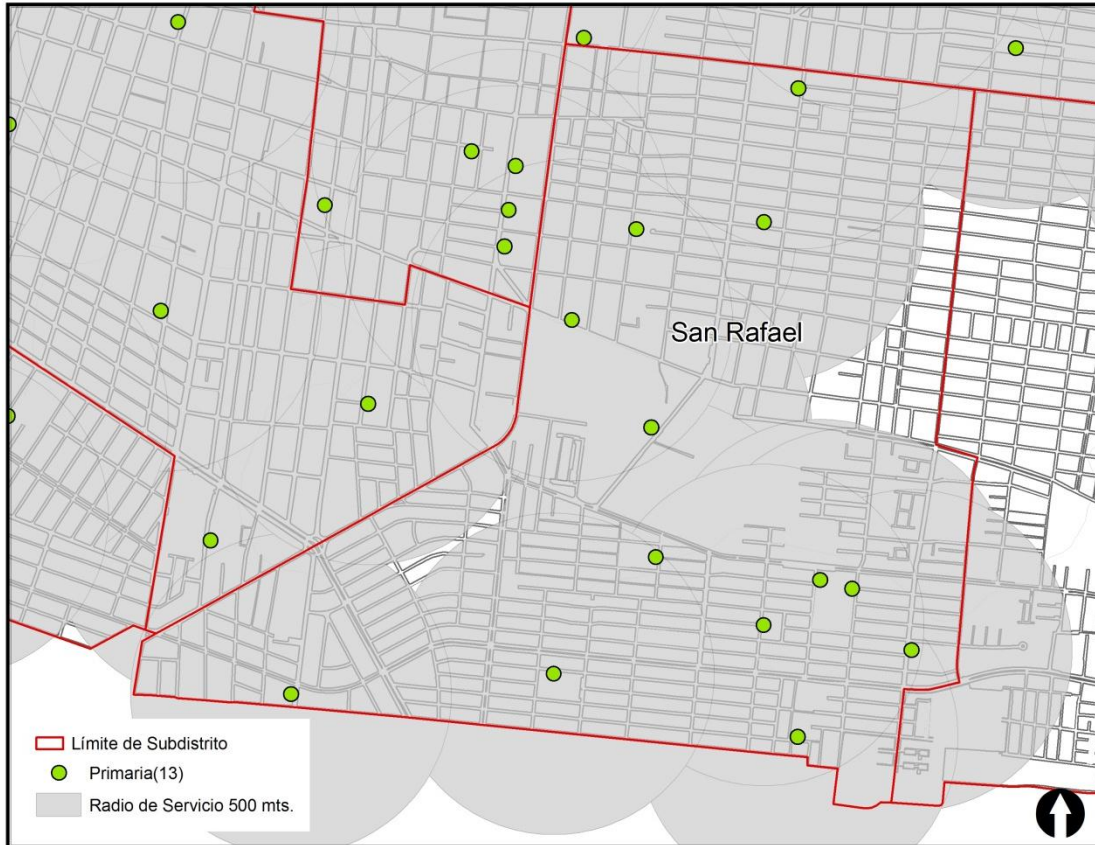 San Rafael
Límite de Subdistrito
Primaria(13)
Radio de Servicio 500 mts.